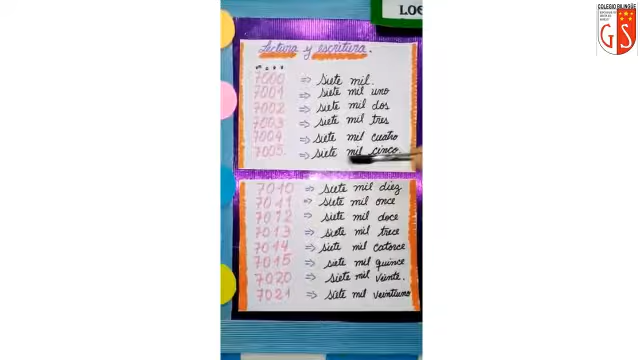 COLEGIO BILINGÜE
GS
LOS
Lectura y escritura.
7000 ⇒ siete mil.
7001 ⇒ siete mil uno
7002 ⇒ siete mil dos
7003 ⇒ siete mil tres
7004 ⇒ siete mil cuatro
7005 ⇒ siete mil cinco
7010 ⇒ siete mil diez
7011 ⇒ siete mil once
7012 ⇒ siete mil doce
7013 ⇒ siete mil trece
7014 ⇒ siete mil catorce
7015 ⇒ siete mil quince
7020 ⇒ siete mil veinte.
7021 ⇒ siete mil veintiuno